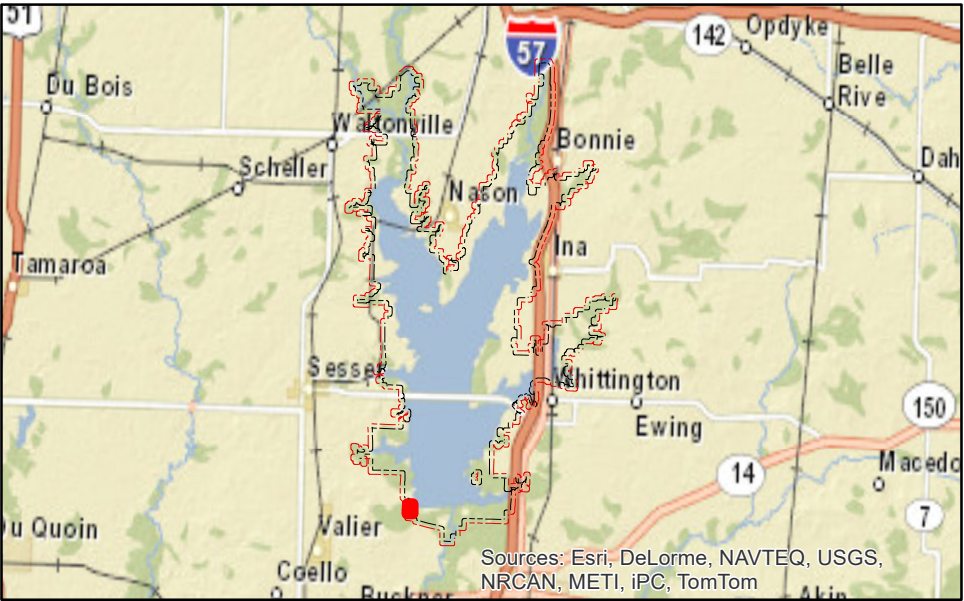 51
57
142
Opdyke
Du Bois
Belle
Rive
Waltonville
Bonnie
Scheller
Dah
Nason
Ina
Tamaroa
Sesser
Whittington
150
Ewing
14
Macedo
7
Du Quoin
Valier
Sources: Esri, DeLorme, NAVTEQ, USGS,
NRCAN, METI, iPC, TomTom
Coello
Buckner
Akin